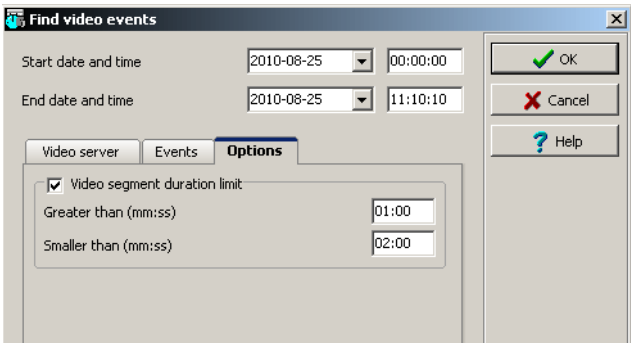 Find video events
Start date and time 2010-08-25 00:00:00
OK
End date and time 2010-08-25 11:10:10
Cancel
Help
Video server Events Options
Video segment duration limit
Greater than (mm:ss) 01:00
Smaller than (mm:ss) 02:00